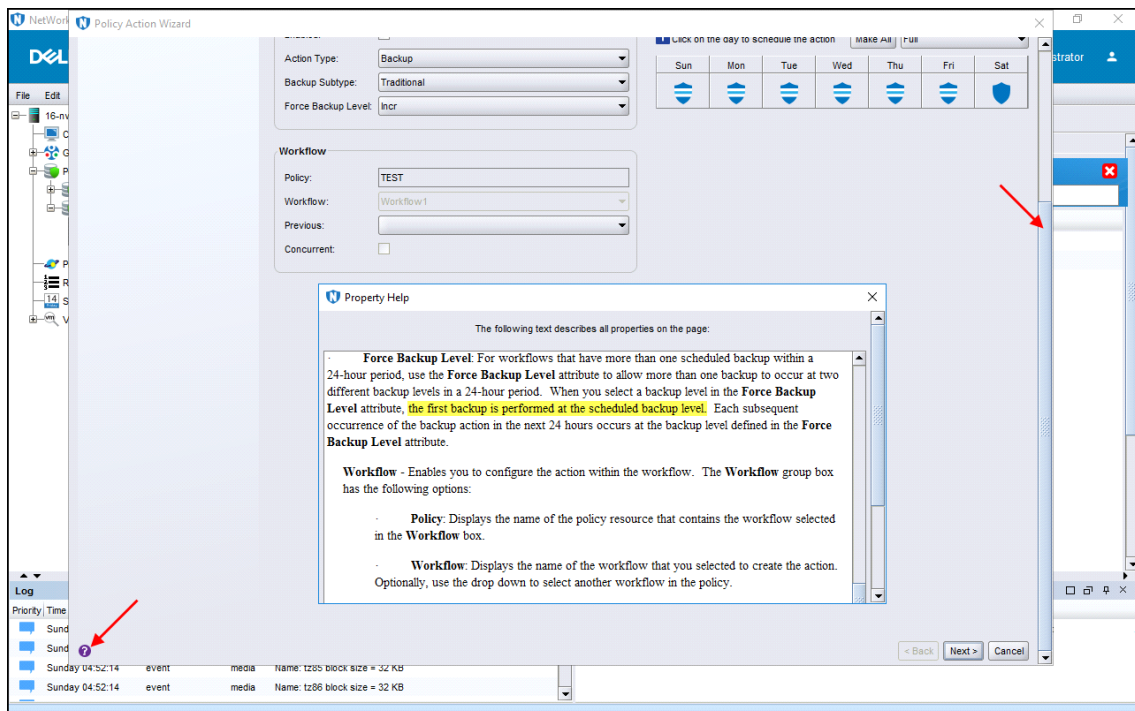 NetWork
Policy Action Wizard
DELL
istrator
File Edit
16-nv
Action Type: Backup
Backup Subtype: Traditional
Force Backup Level: Incr
Click on the day to schedule the action Make All Full
Sun Mon Tue Wed Thu Fri Sat
Workflow
Policy: TEST
Workflow: Workflow1
Previous:
Concurrent:
Property Help
The following text describes all properties on the page:
· Force Backup Level: For workflows that have more than one scheduled backup within a
24-hour period, use the Force Backup Level attribute to allow more than one backup to occur at two
different backup levels in a 24-hour period. When you select a backup level in the Force Backup
Level attribute, the first backup is performed at the scheduled backup level. Each subsequent
occurrence of the backup action in the next 24 hours occurs at the backup level defined in the Force
Backup Level attribute.
Workflow - Enables you to configure the action within the workflow. The Workflow group box
has the following options:
· Policy: Displays the name of the policy resource that contains the workflow selected
in the Workflow box.
· Workflow: Displays the name of the workflow that you selected to create the action.
Optionally, use the drop down to select another workflow in the policy.
< Back Next > Cancel
Log
Priority Time
Sund
Sund
Sunday 04:52:14 event media Name: tz85 block size = 32 KB
Sunday 04:52:14 event media Name: tz86 block size = 32 KB